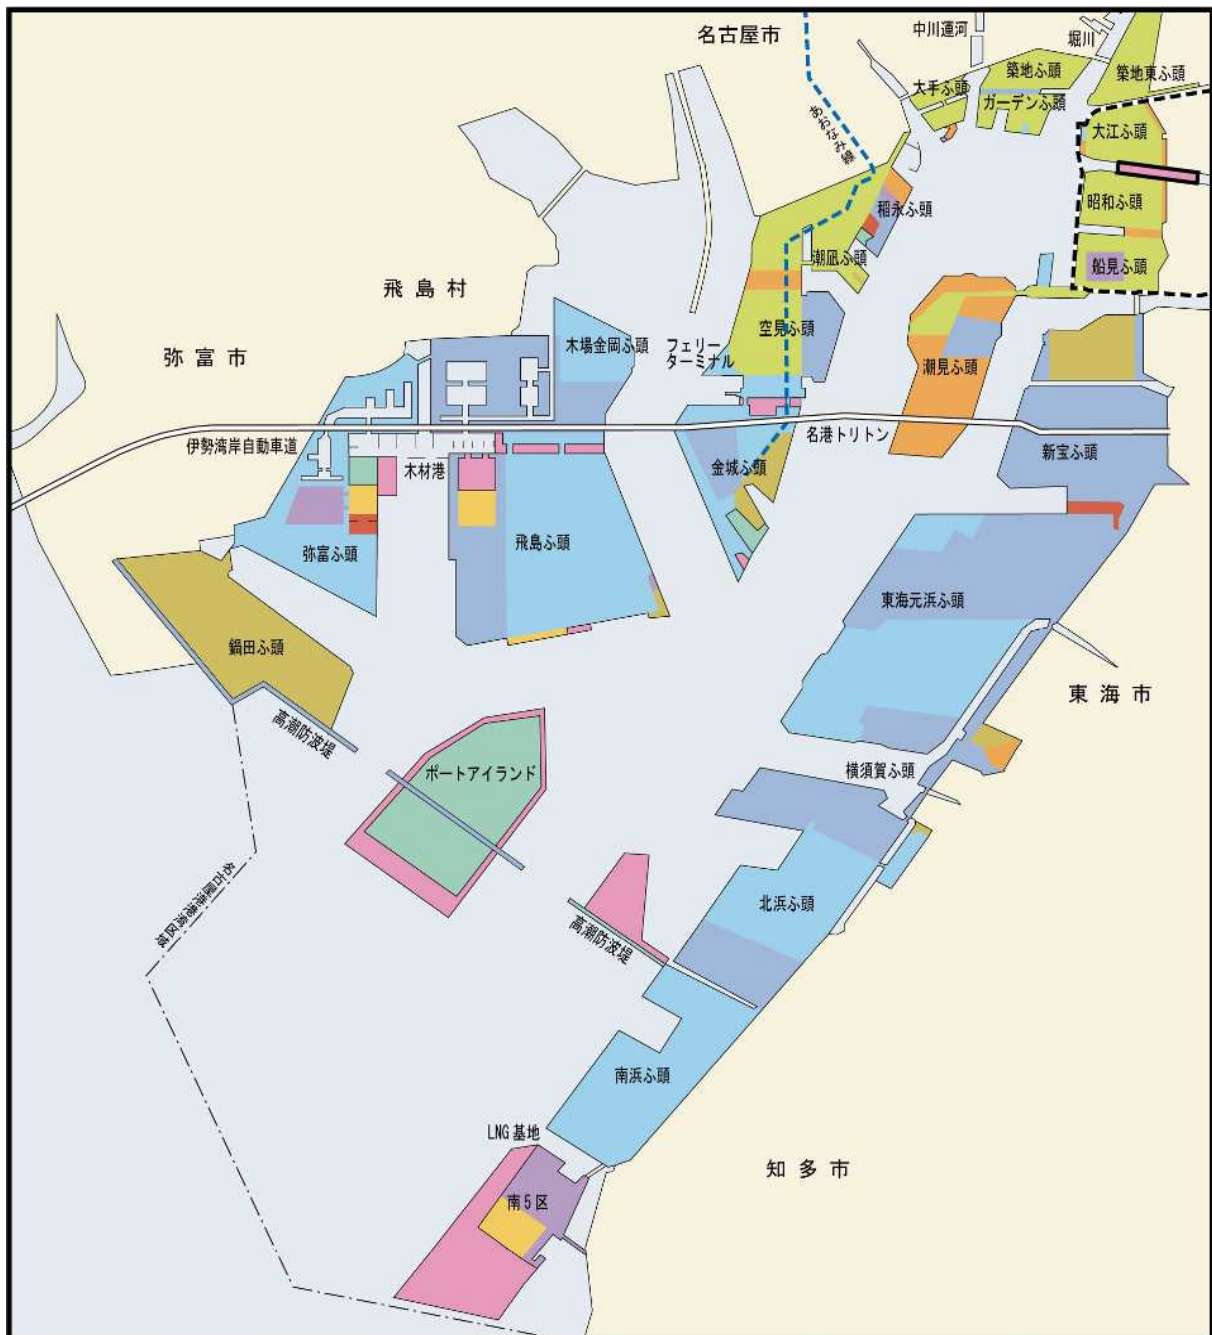 名古屋市
中川運河
堀川
築地ふ頭
築地東ふ頭
大手ふ頭
ガーデンふ頭
あおなみ線
大江ふ頭
稲永ふ頭
昭和ふ頭
潮凪ふ頭
船見ふ頭
飛島村
弥富市
木場金岡ふ頭
フェリー
ターミナル
空見ふ頭
潮見ふ頭
伊勢湾岸自動車道
名港トリトン
木材港
金城ふ頭
新宝ふ頭
弥富ふ頭
飛島ふ頭
東海元浜ふ頭
鍋田ふ頭
東海市
高潮防波堤
ポートアイランド
横須賀ふ頭
名古屋港港湾区域
北浜ふ頭
高潮防波堤
南浜ふ頭
LNG基地
知多市
南5区